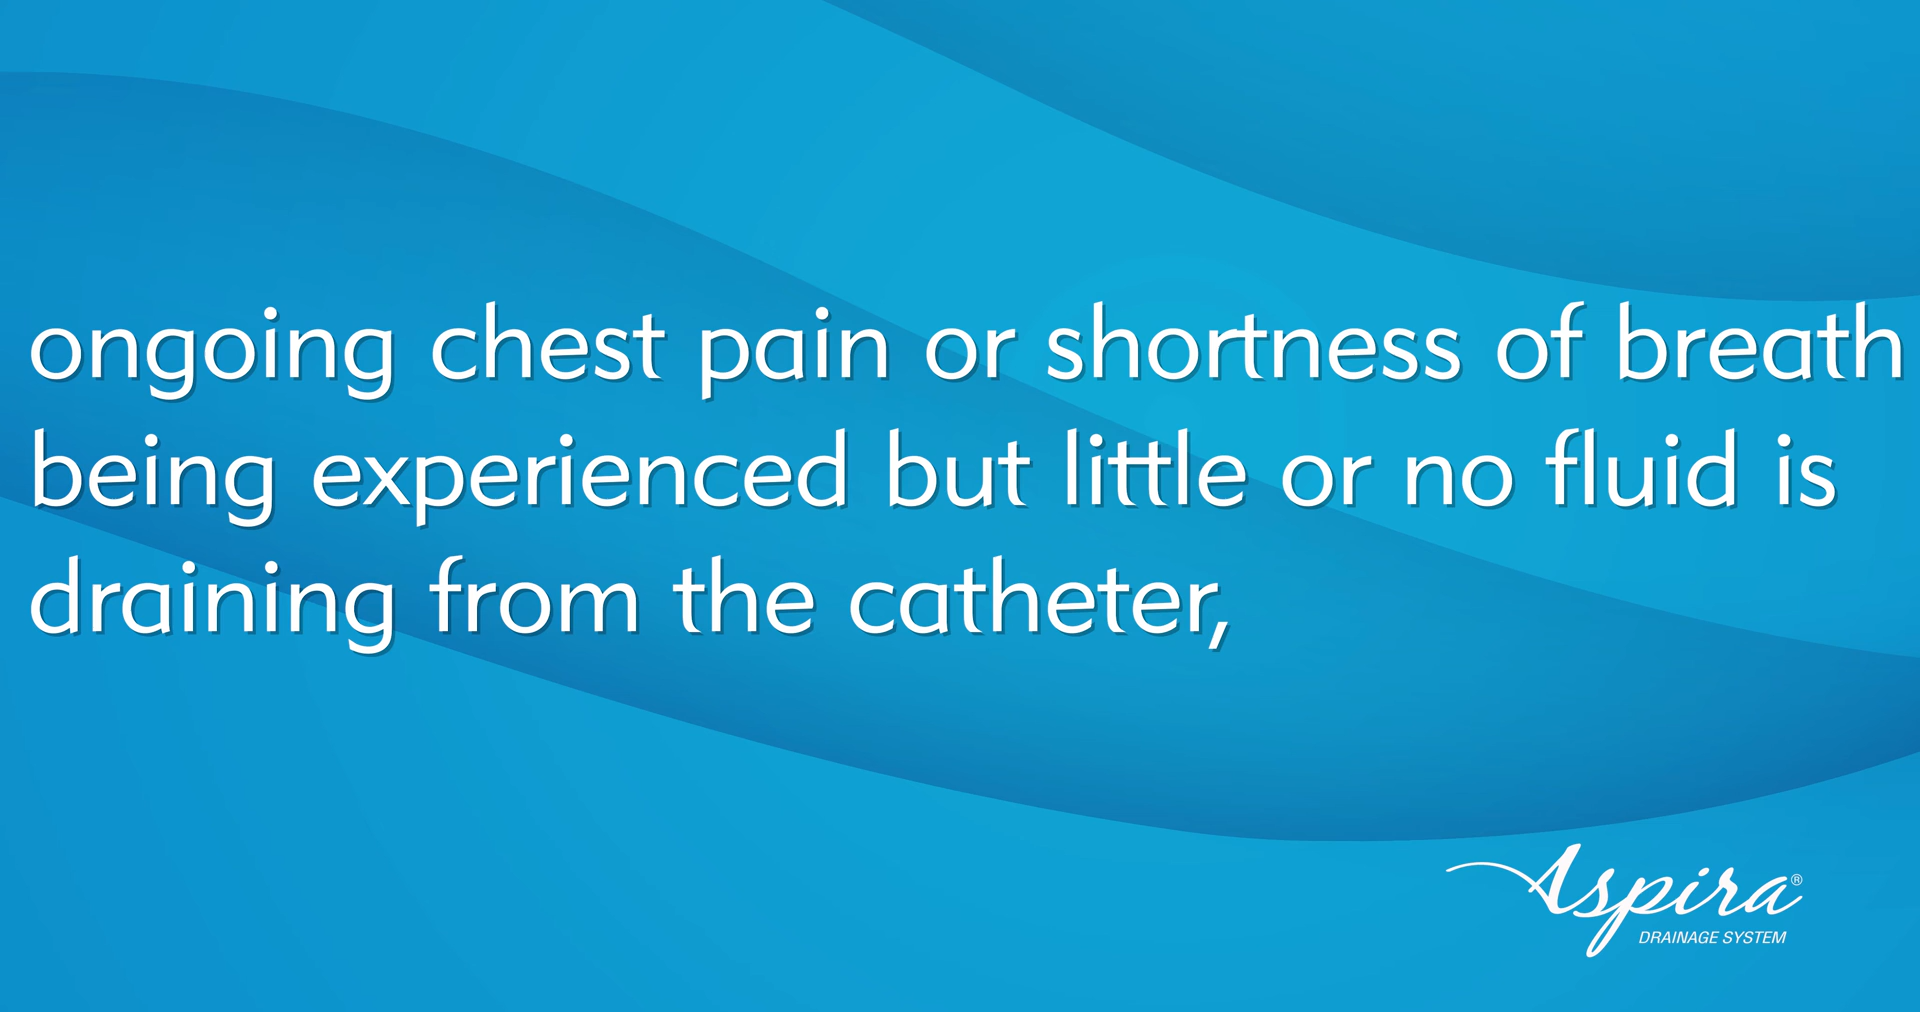 ongoing chest pain or shortness of breath
being experienced but little or no fluid is
draining from the catheter,
Aspira®
DRAINAGE SYSTEM